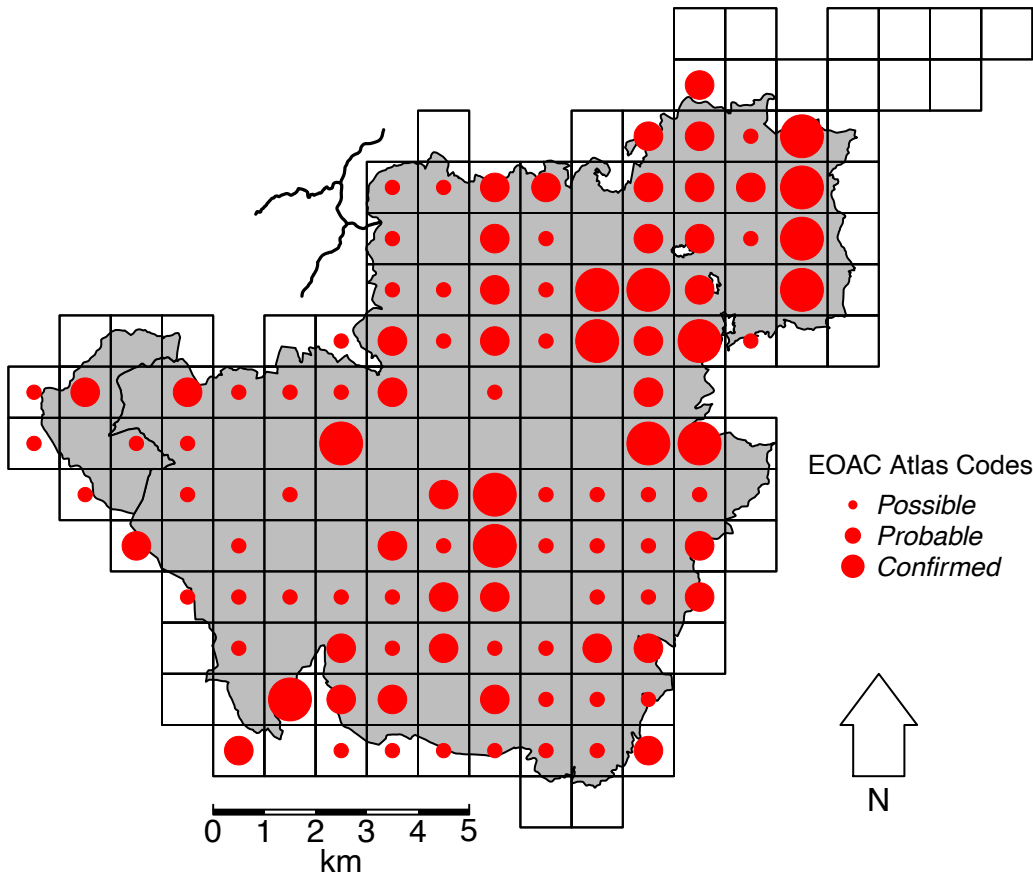 EOAC Atlas Codes
Possible
Probable
Confirmed
N
0 1 2 3 4 5
km